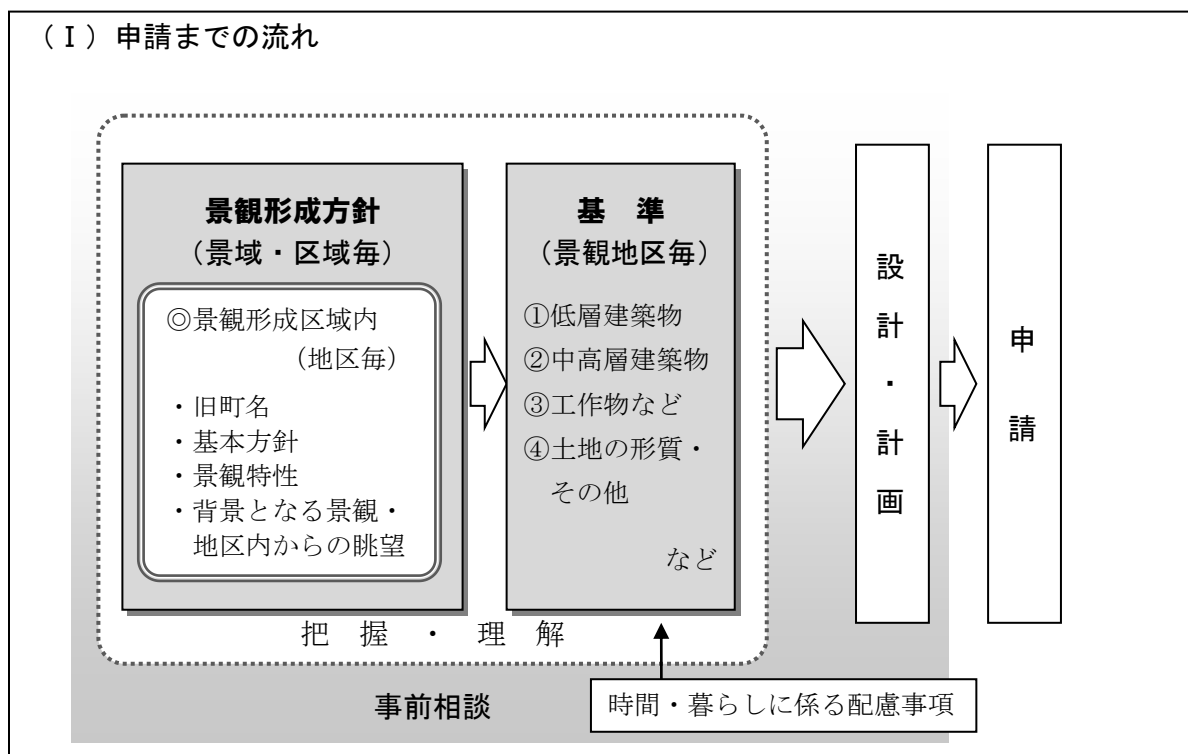 （Ⅰ）申請までの流れ
景観形成方針
（景域・区域毎）
◎景観形成区域内
（地区毎）
・旧町名
・基本方針
・景観特性
・背景となる景観・
地区内からの眺望
基　準
（景観地区毎）
①低層建築物
②中高層建築物
③工作物など
④土地の形質・
その他
など
把　握　・　理　解
設計・計画
申請
事前相談
時間・暮らしに係る配慮事項